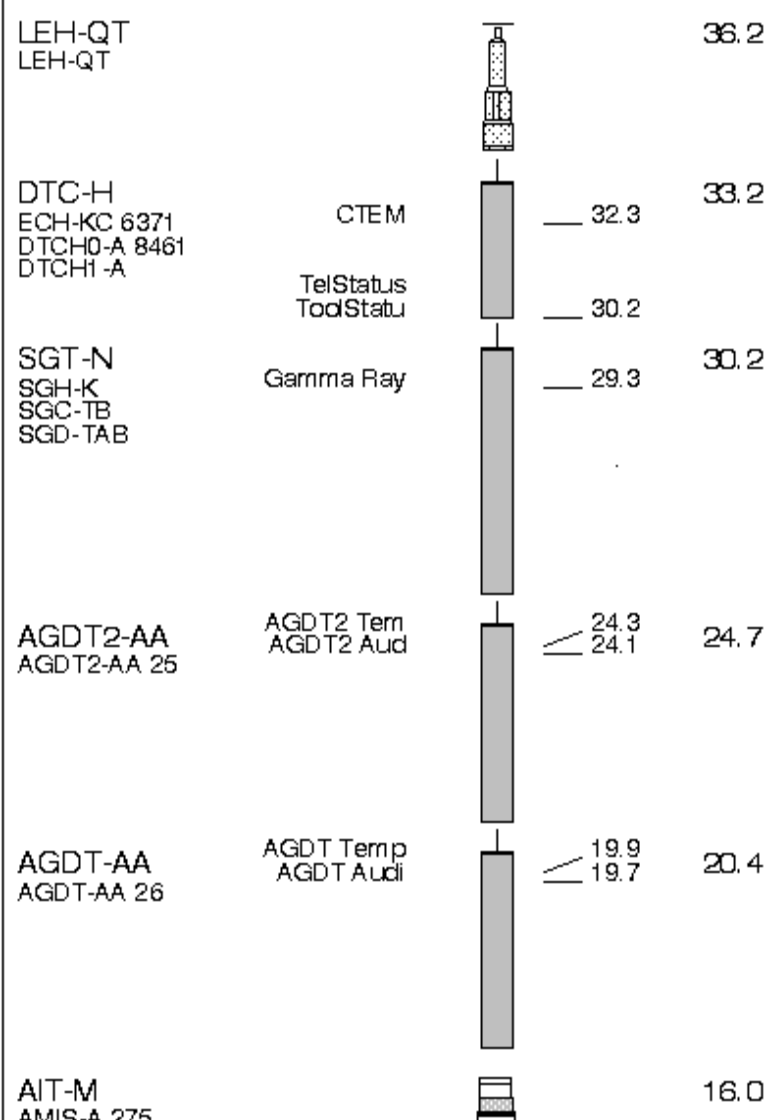 LEH-QT 36.2
LEH-QT
DTC-H 33.2
ECH-KC 6371 CTEM 32.3
DTCH0-A 8461
DTCH1-A
TelStatus
ToolStatu 30.2
SGT-N 30.2
SGH-K Gamma Ray 29.3
SGC-TB
SGD-TAB
AGDT2-AA AGDT2 Tem 24.3 24.7
AGDT2 Aud 24.1
AGDT2-AA 25
AGDT-AA AGDT Temp 19.9 20.4
AGDT Audi 19.7
AGDT-AA 26
AIT-M 16.0
AMIS-A 275